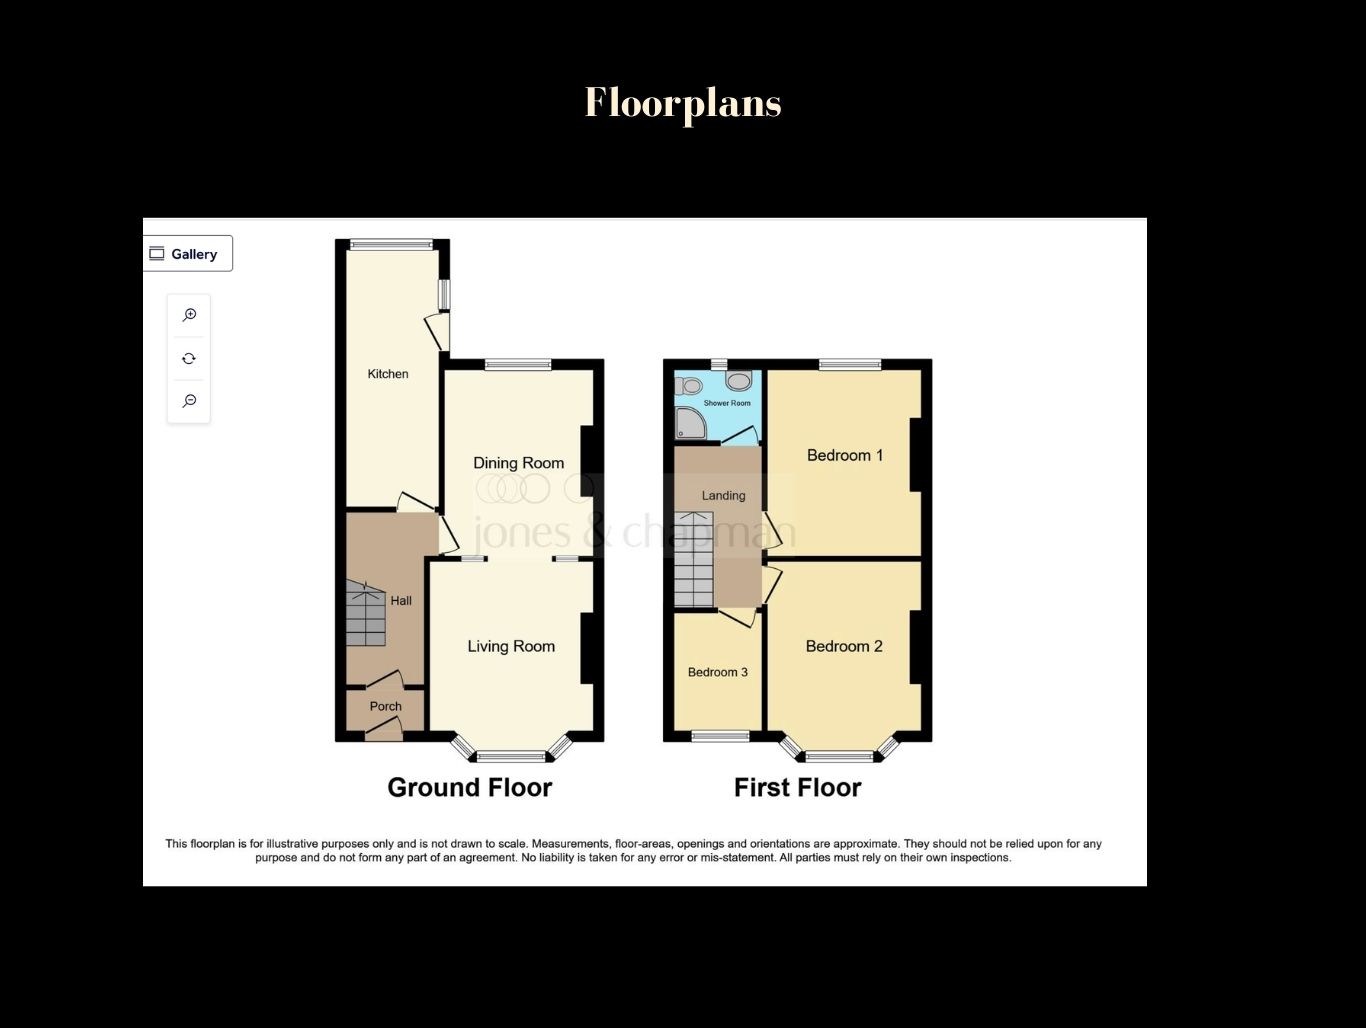 Floorplans
Gallery
Kitchen
Dining Room
Hall
Living Room
Porch
Ground Floor
Shower Room
Bedroom 1
Landing
Bedroom 2
Bedroom 3
First Floor
jones & chapman
This floorplan is for illustrative purposes only and is not drawn to scale. Measurements, floor-areas, openings and orientations are approximate. They should not be relied upon for any
purpose and do not form any part of an agreement. No liability is taken for any error or mis-statement. All parties must rely on their own inspections.